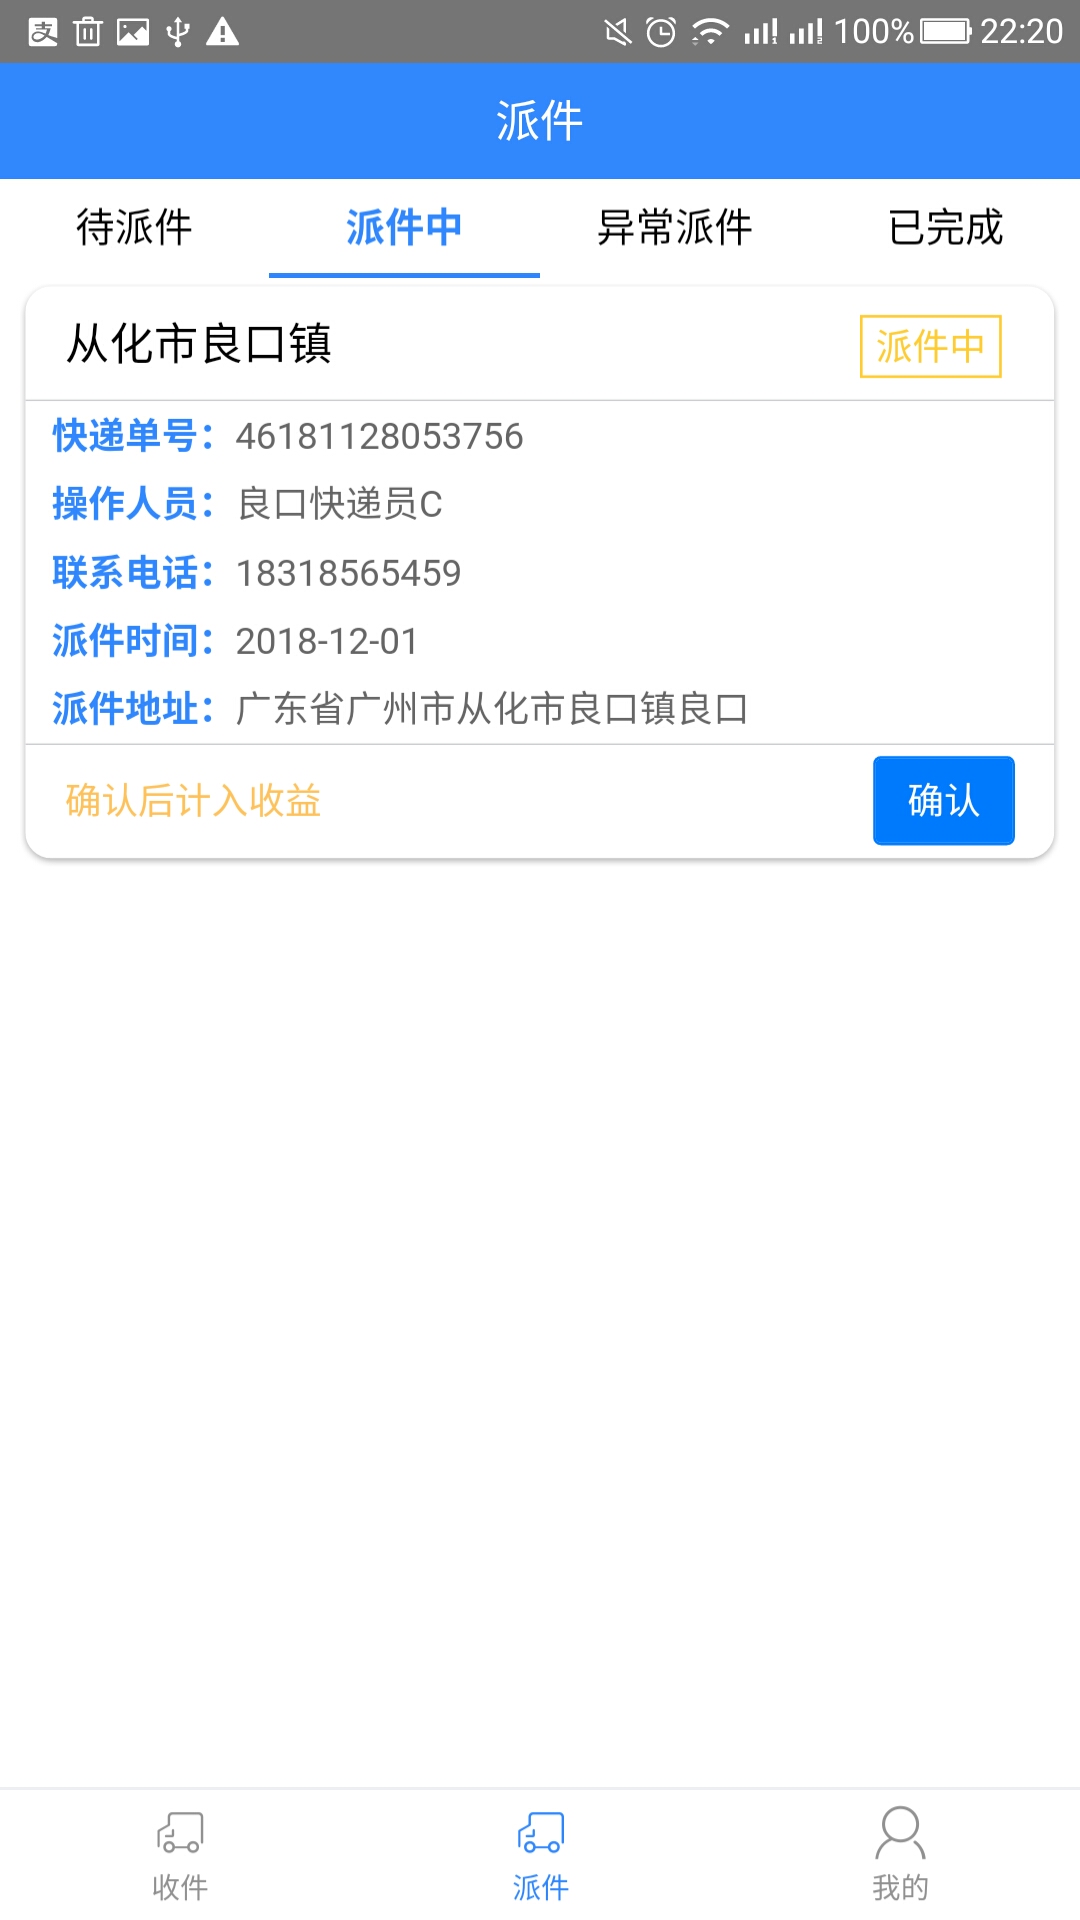 100% 22:20
派件
待派件 派件中 异常派件 已完成
从化市良口镇 派件中
快递单号：46181128053756
操作人员：良口快递员C
联系电话：18318565459
派件时间：2018-12-01
派件地址：广东省广州市从化市良口镇良口
确认后计入收益 确认
收件 派件 我的